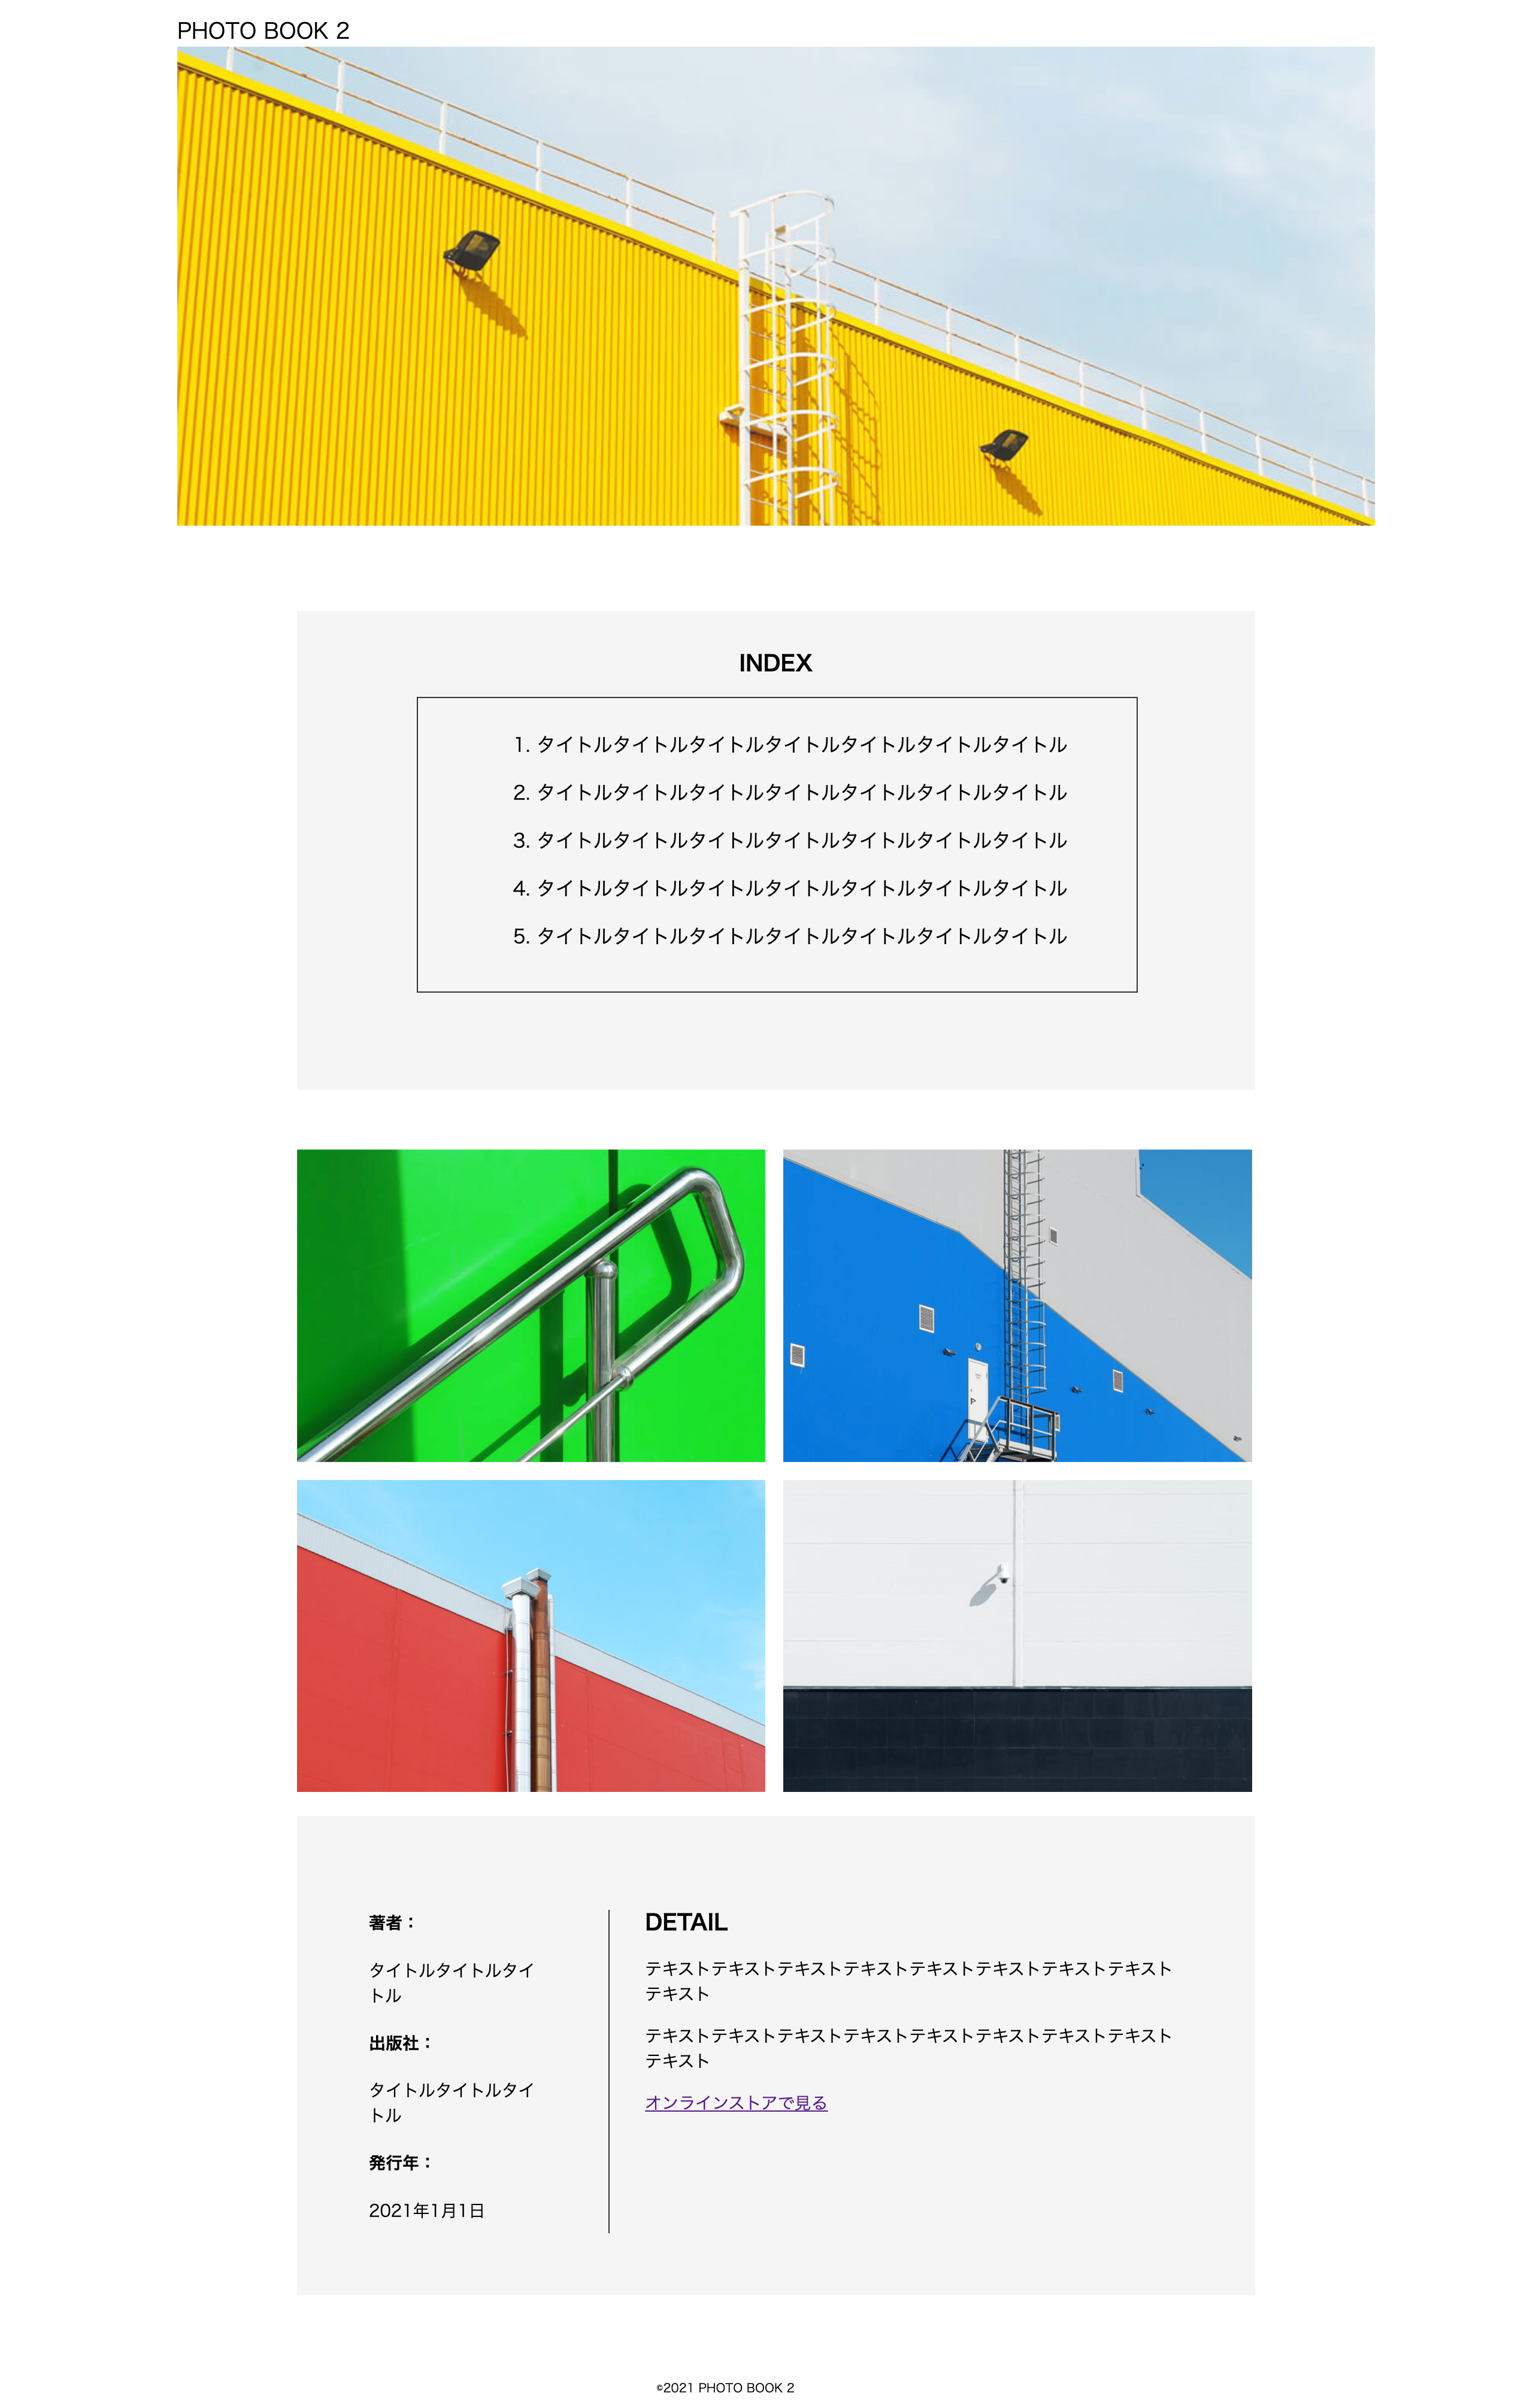 PHOTO BOOK 2
INDEX
1. タイトルタイトルタイトルタイトルタイトルタイトルタイトル
2. タイトルタイトルタイトルタイトルタイトルタイトルタイトル
3. タイトルタイトルタイトルタイトルタイトルタイトルタイトル
4. タイトルタイトルタイトルタイトルタイトルタイトルタイトル
5. タイトルタイトルタイトルタイトルタイトルタイトルタイトル
著者：
タイトルタイトルタイ
トル
出版社：
タイトルタイトルタイ
トル
発行年：
2021年1月1日
DETAIL
テキストテキストテキストテキストテキストテキストテキストテキスト
テキスト
テキストテキストテキストテキストテキストテキストテキストテキスト
テキスト
オンラインストアで見る
©2021 PHOTO BOOK 2